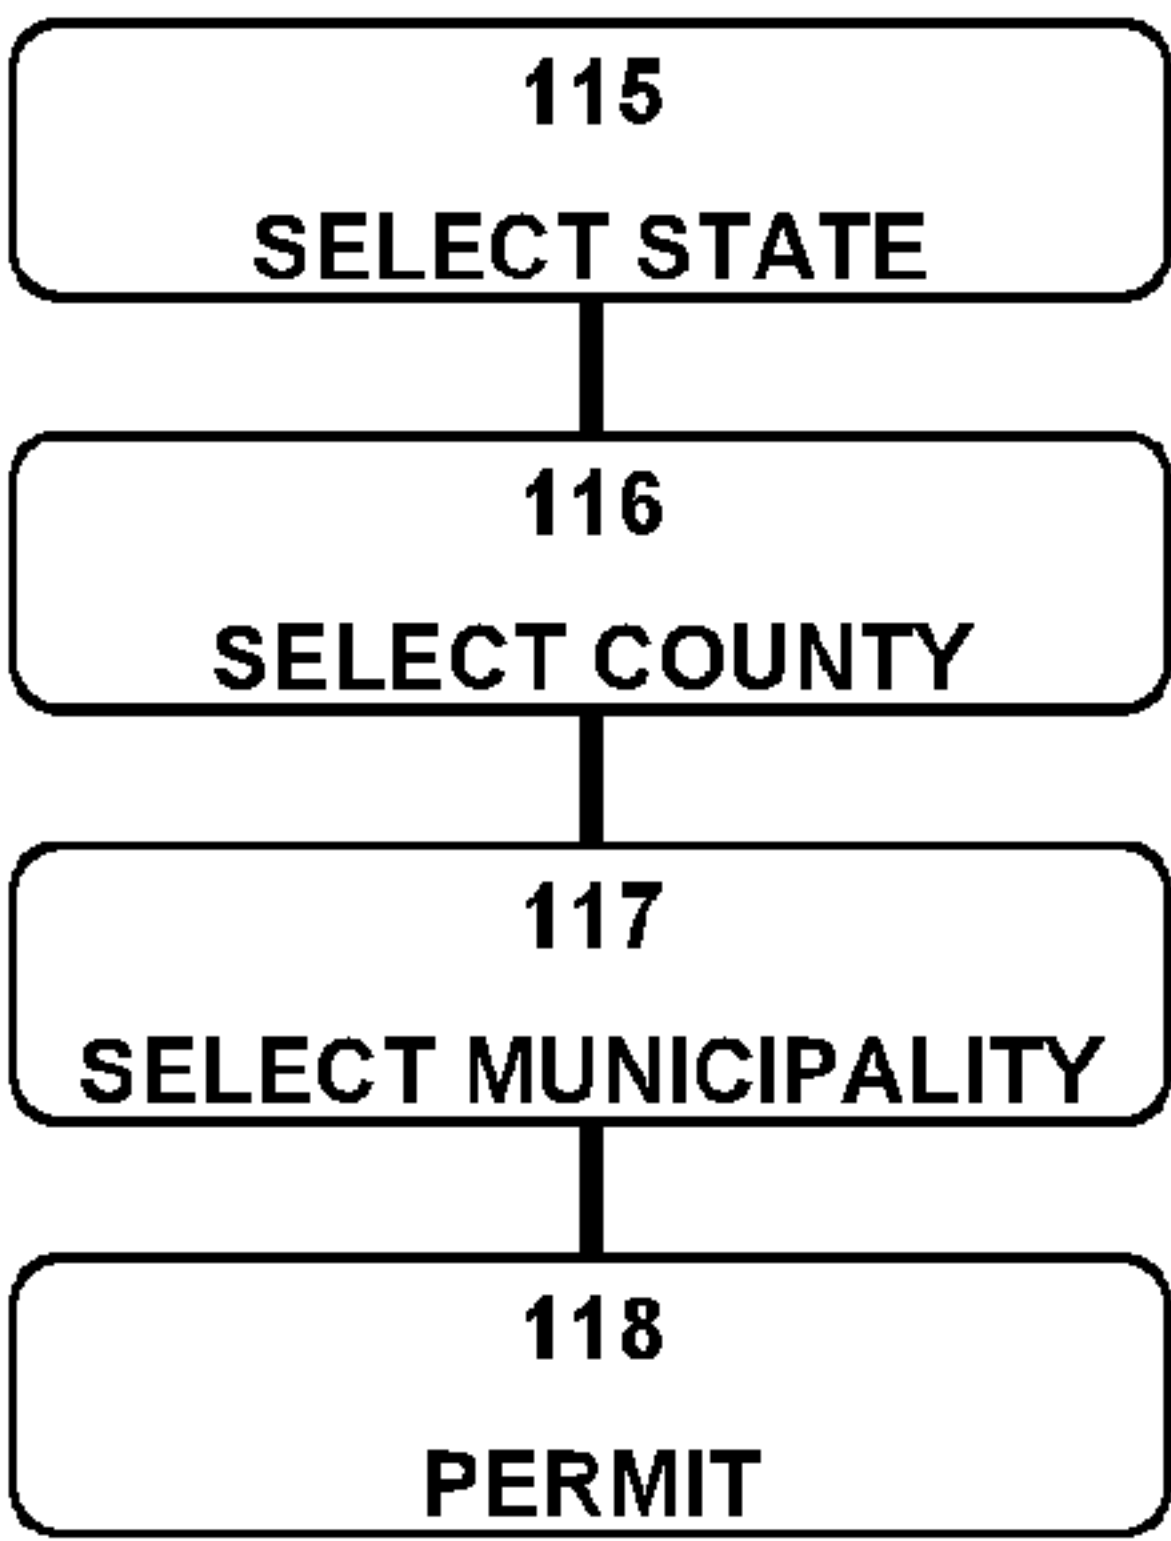 115
SELECT STATE
116
SELECT COUNTY
117
SELECT MUNICIPALITY
118
PERMIT